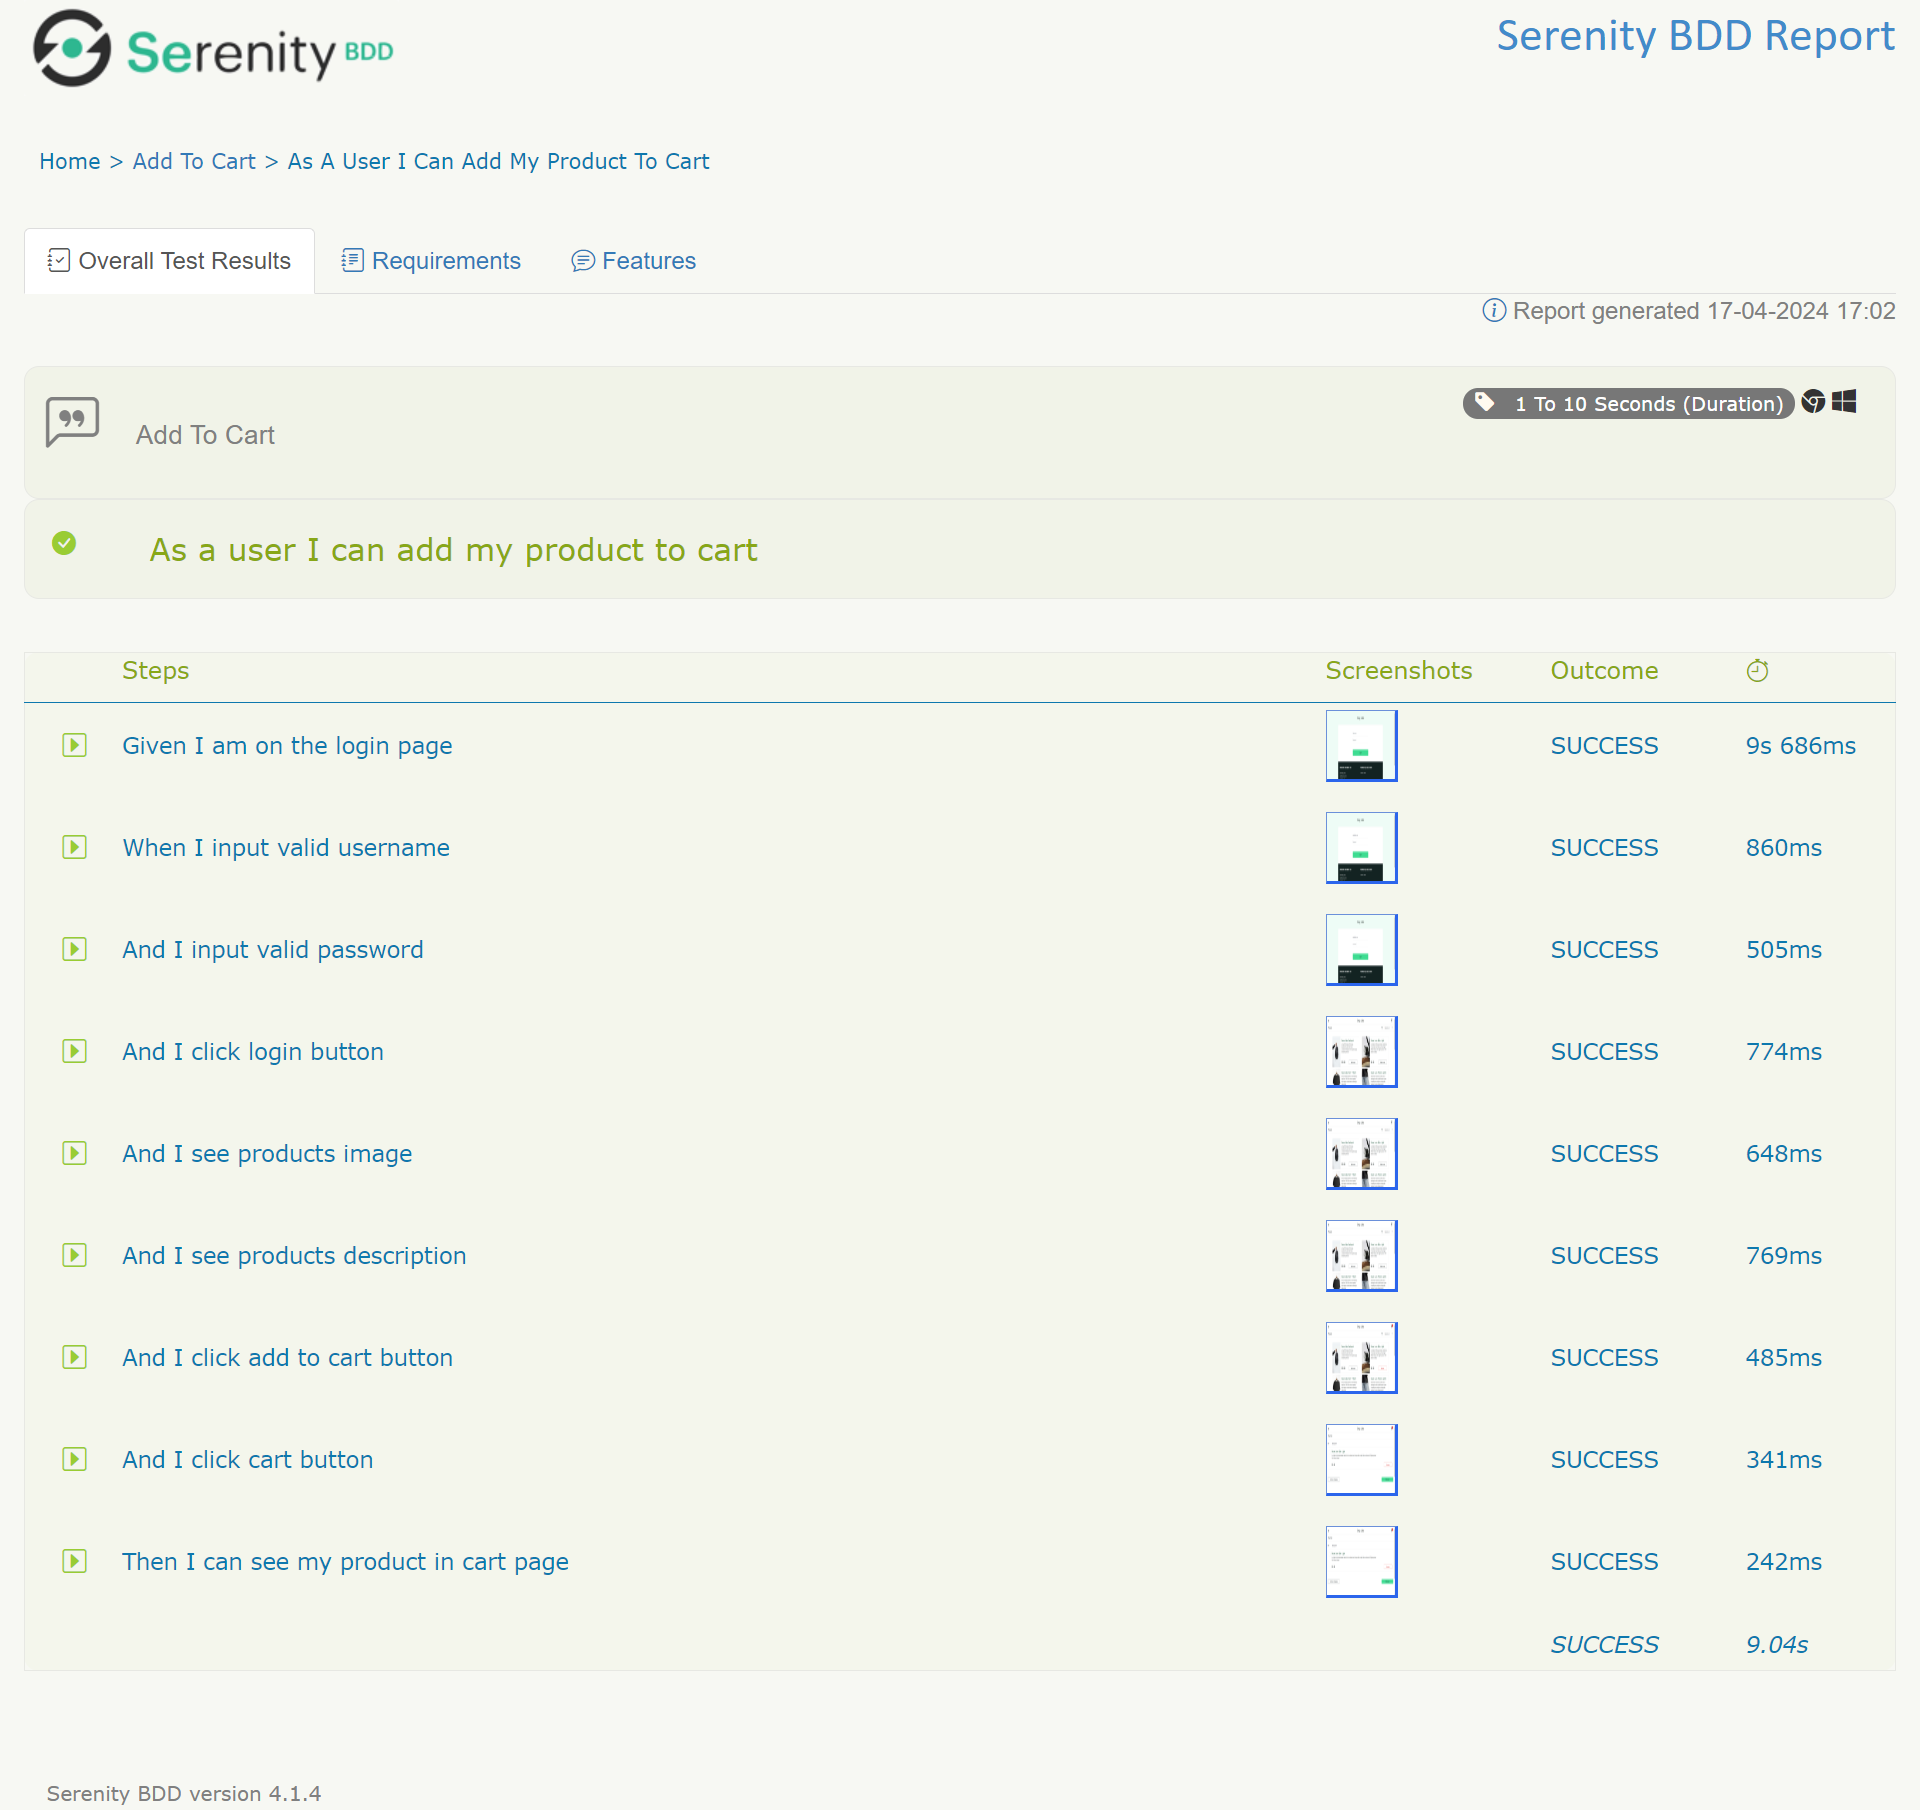 Serenity BDD
Serenity BDD Report
Home > Add To Cart > As A User I Can Add My Product To Cart
Overall Test Results
Requirements
Features
Report generated 17-04-2024 17:02
1 To 10 Seconds (Duration)
Add To Cart
As a user I can add my product to cart
Steps Screenshots Outcome
Given I am on the login page SUCCESS 9s 686ms
When I input valid username SUCCESS 860ms
And I input valid password SUCCESS 505ms
And I click login button SUCCESS 774ms
And I see products image SUCCESS 648ms
And I see products description SUCCESS 769ms
And I click add to cart button SUCCESS 485ms
And I click cart button SUCCESS 341ms
Then I can see my product in cart page SUCCESS 242ms
SUCCESS 9.04s
Serenity BDD version 4.1.4